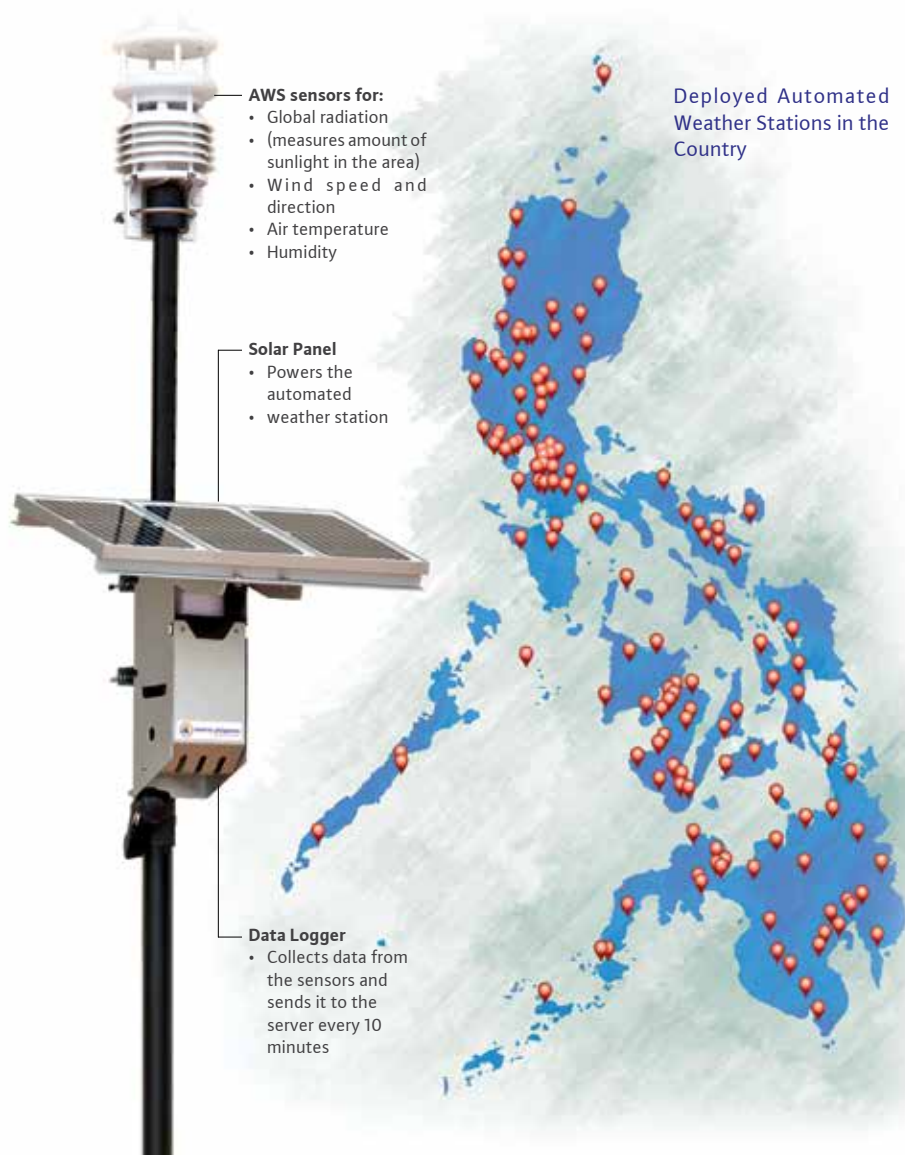 AWS sensors for:
• Global radiation
• (measures amount of
sunlight in the area)
• Wind speed and
direction
• Air temperature
• Humidity
Deployed Automated
Weather Stations in the
Country
Solar Panel
• Powers the
automated
• weather station
Data Logger
• Collects data from
the sensors and
sends it to the
server every 10
minutes